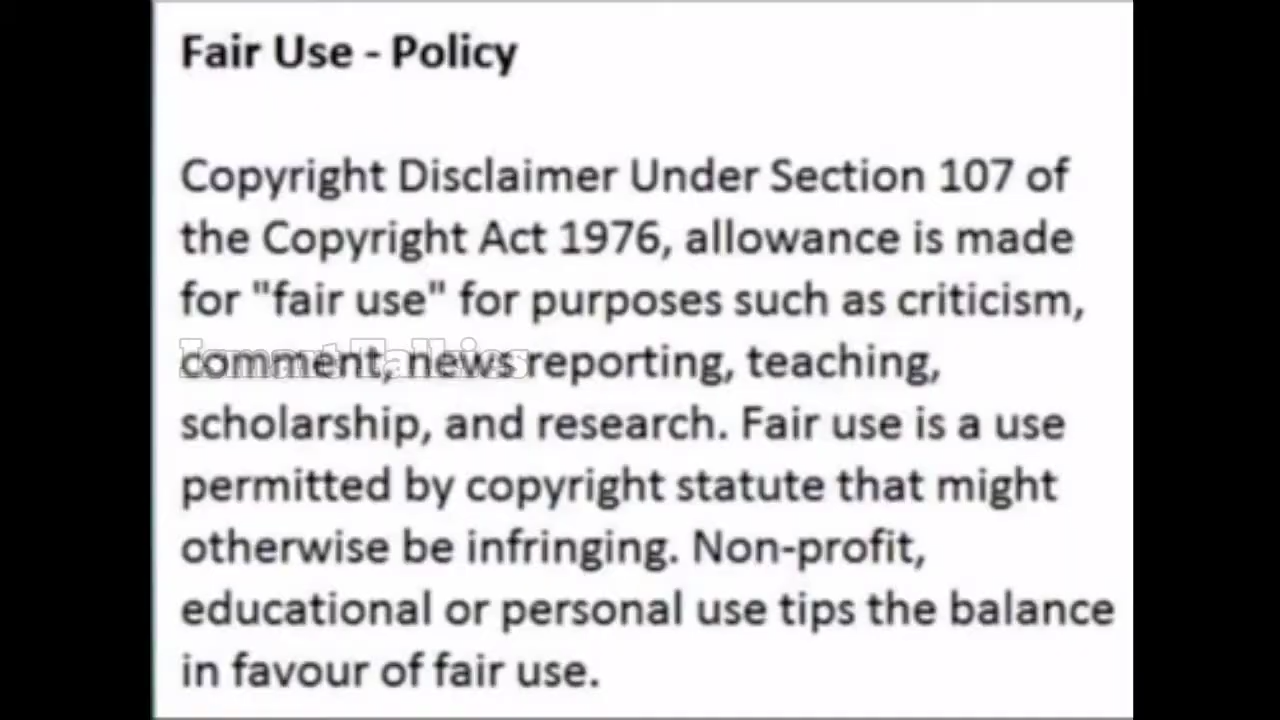 Fair Use - Policy
Copyright Disclaimer Under Section 107 of
the Copyright Act 1976, allowance is made
for "fair use" for purposes such as criticism,
comment, news reporting, teaching,
scholarship, and research. Fair use is a use
permitted by copyright statute that might
otherwise be infringing. Non-profit,
educational or personal use tips the balance
in favour of fair use.